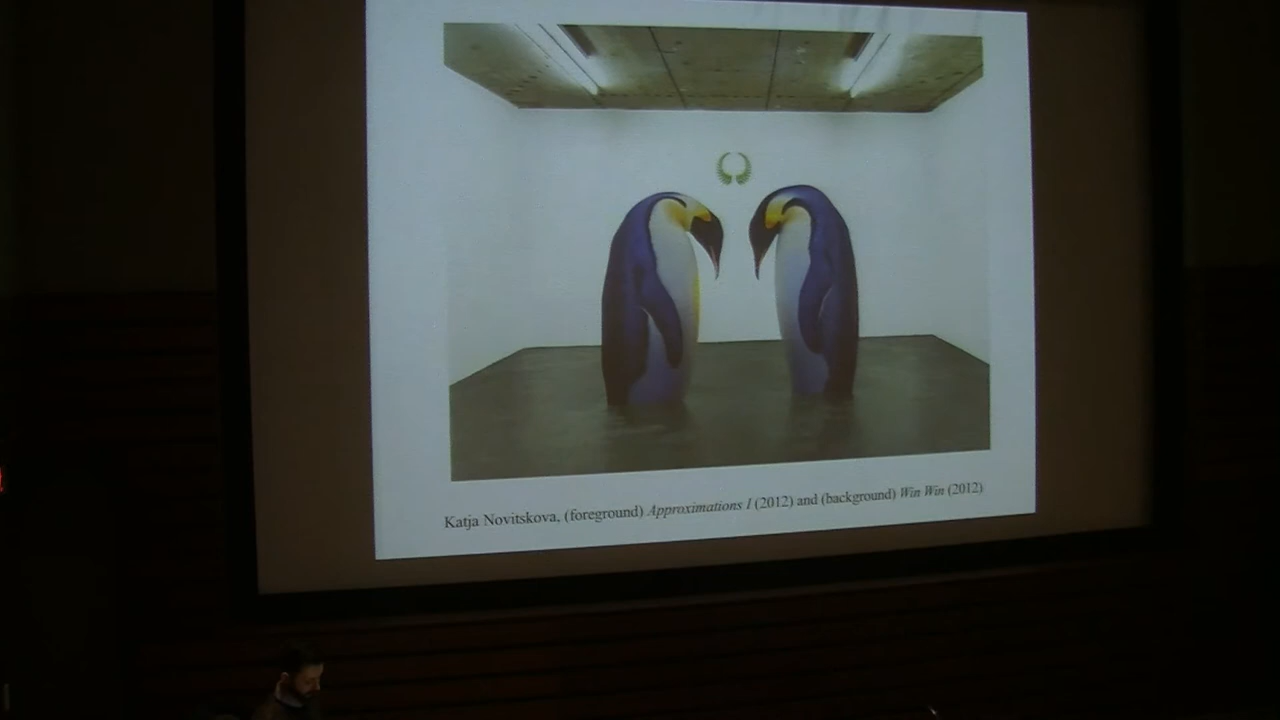 Katja Novitskova, (foreground) Approximations I (2012) and (background) Win Win (2012)